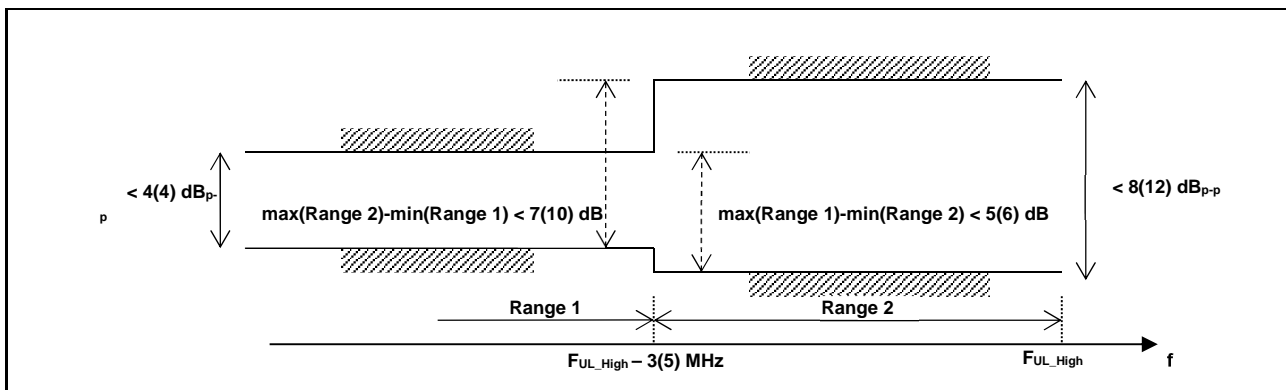 < 4(4) dBp-p
max(Range 2)-min(Range 1) < 7(10) dB
max(Range 1)-min(Range 2) < 5(6) dB
< 8(12) dBp-p
Range 1
Range 2
FUL_High – 3(5) MHz
FUL_High
f